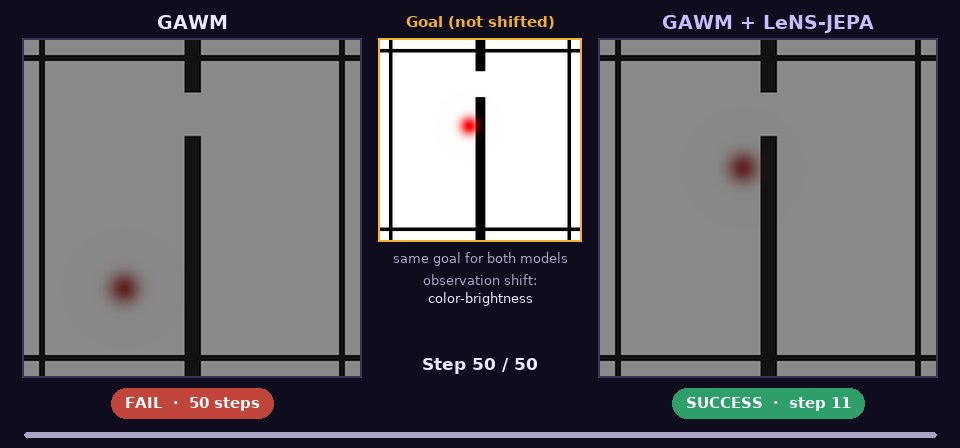 GAWM
Goal (not shifted)
GAWM + LeNS-JEPA
same goal for both models
observation shift:
color-brightness
Step 50 / 50
FAIL · 50 steps
SUCCESS · step 11